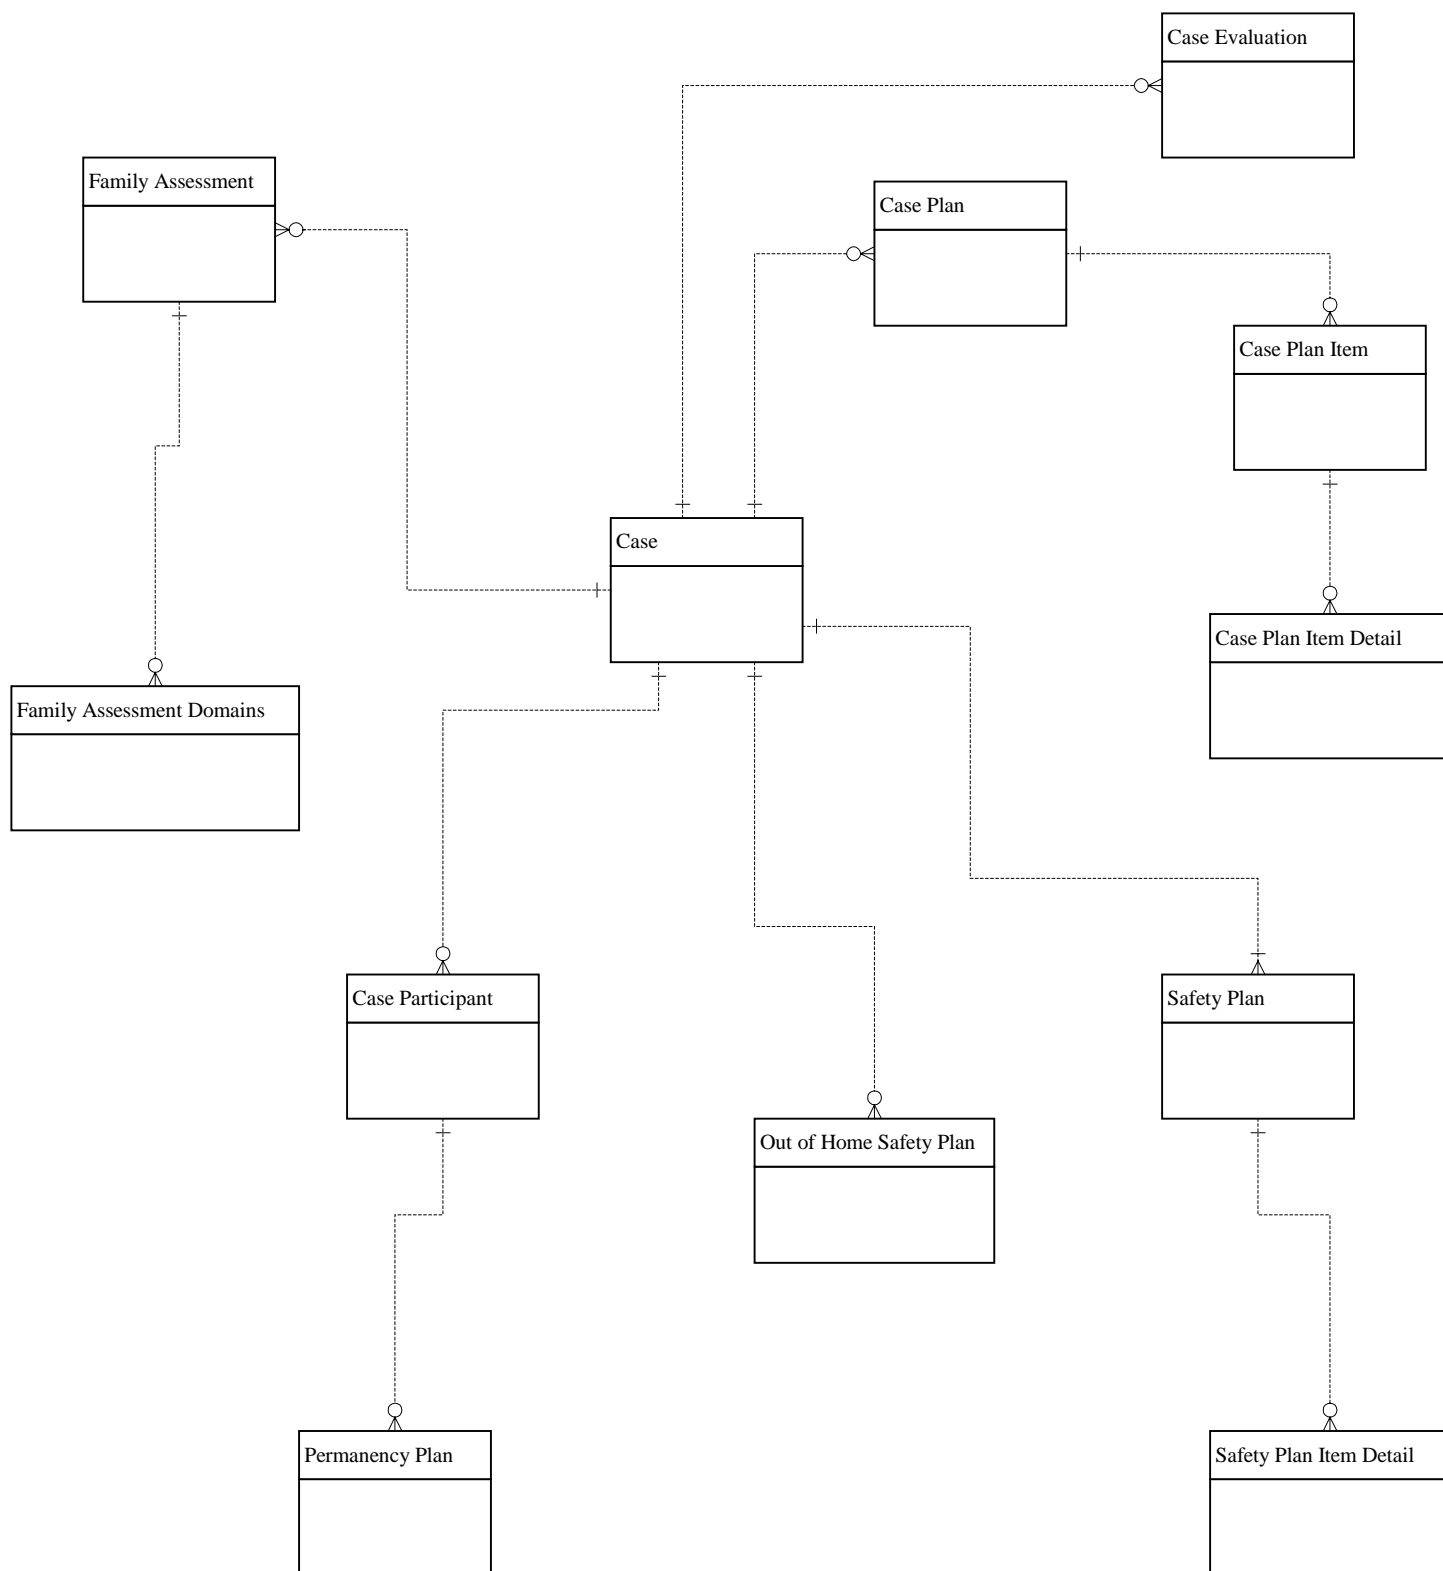 Case Evaluation
Family Assessment
Case Plan
Case Plan Item
Case
Case Plan Item Detail
Family Assessment Domains
Case Participant
Safety Plan
Out of Home Safety Plan
Permanency Plan
Safety Plan Item Detail